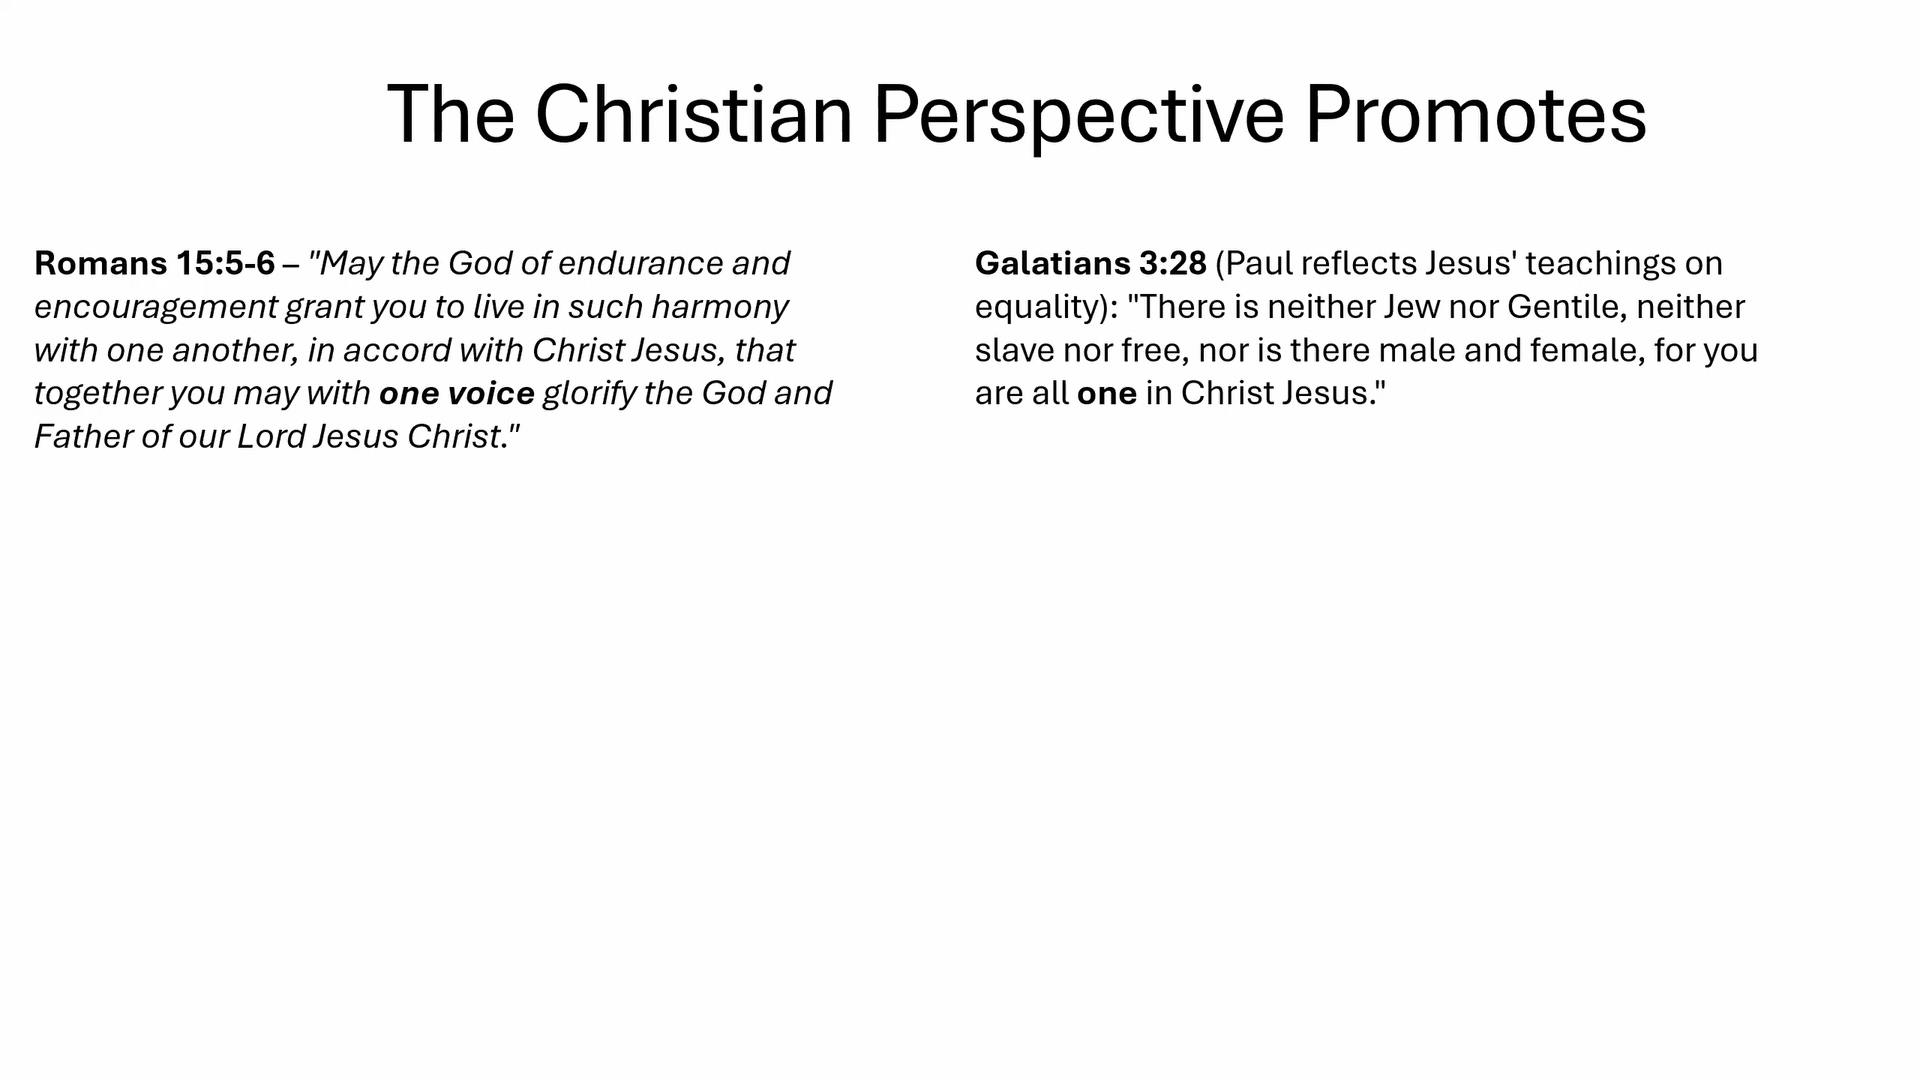 The Christian Perspective Promotes
Romans 15:5-6 – "May the God of endurance and
encouragement grant you to live in such harmony
with one another, in accord with Christ Jesus, that
together you may with one voice glorify the God and
Father of our Lord Jesus Christ."
Galatians 3:28 (Paul reflects Jesus' teachings on
equality): "There is neither Jew nor Gentile, neither
slave nor free, nor is there male and female, for you
are all one in Christ Jesus."